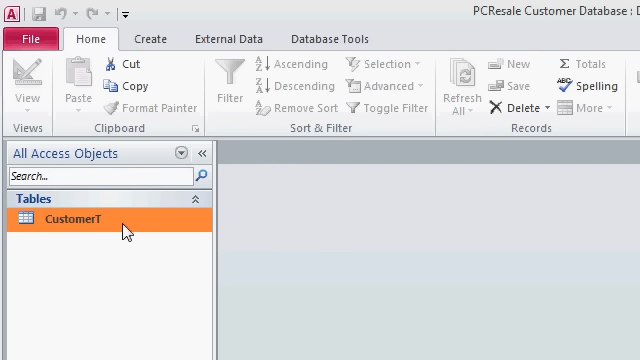 PCResale Customer Database :
File Home Create External Data Database Tools
View
Views
Paste
Cut
Copy
Format Painter
Clipboard
Filter
Ascending
Descending
Remove Sort
Selection
Advanced
Toggle Filter
Sort & Filter
Refresh
All
New
Save
Delete
Totals
Spelling
More
Records
All Access Objects
Search...
Tables
CustomerT